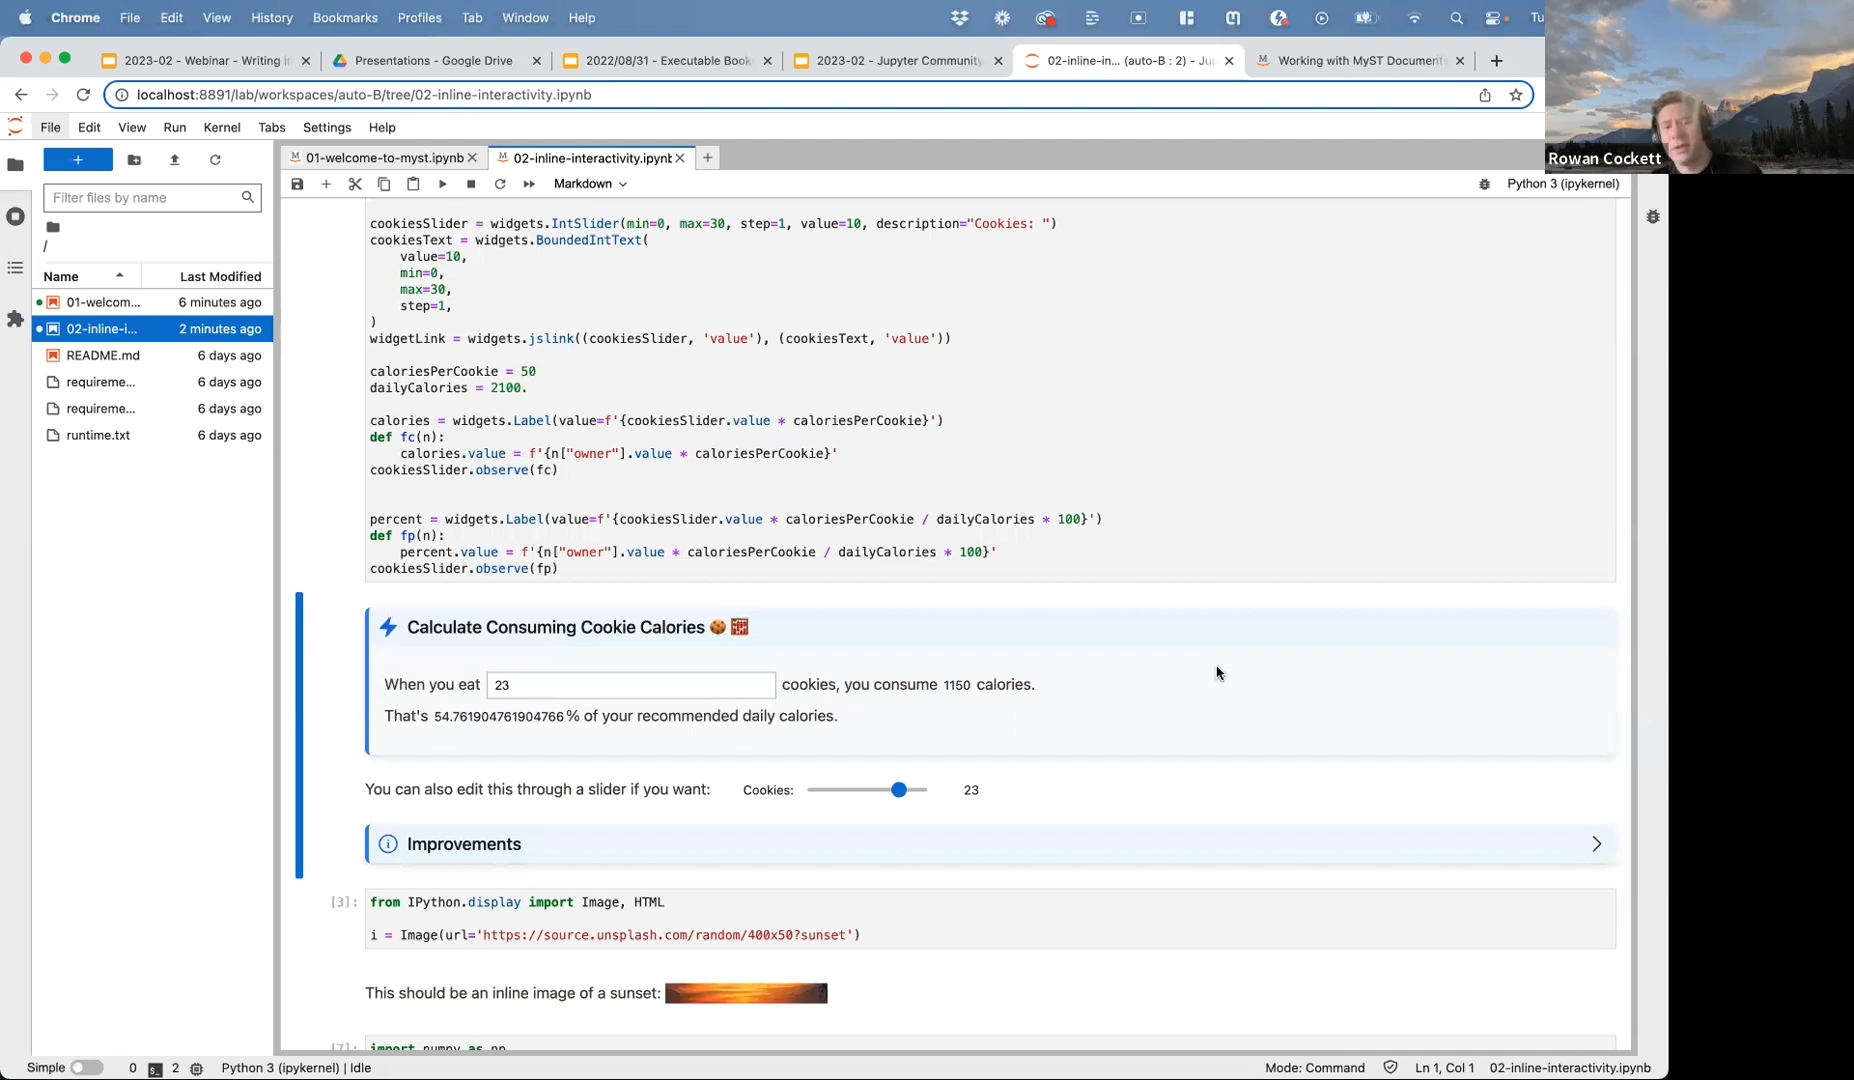 Chrome File Edit View History Bookmarks Profiles Tab Window Help Tu
2023-02 - Webinar - Writing i Presentations - Google Drive 2022/08/31 - Executable Book 2023-02 - Jupyter Community 02-inline-in... (auto-B : 2) - Ju Working with MyST Documents
localhost:8891/lab/workspaces/auto-B/tree/02-inline-interactivity.ipynb
File Edit View Run Kernel Tabs Settings Help
Rowan Cockett
01-welcome-to-myst.ipynb 02-inline-interactivity.ipynb
Markdown Python 3 (ipykernel)
Filter files by name
/
Name Last Modified
01-welcom... 6 minutes ago
02-inline-i... 2 minutes ago
README.md 6 days ago
requireme... 6 days ago
requireme... 6 days ago
runtime.txt 6 days ago
cookiesSlider = widgets.IntSlider(min=0, max=30, step=1, value=10, description="Cookies: ")
cookiesText = widgets.BoundedIntText(
value=10,
min=0,
max=30,
step=1,
)
widgetLink = widgets.jslink((cookiesSlider, 'value'), (cookiesText, 'value'))
caloriesPerCookie = 50
dailyCalories = 2100.
calories = widgets.Label(value=f'{cookiesSlider.value * caloriesPerCookie}')
def fc(n):
calories.value = f'{n["owner"].value * caloriesPerCookie}'
cookiesSlider.observe(fc)
percent = widgets.Label(value=f'{cookiesSlider.value * caloriesPerCookie / dailyCalories * 100}')
def fp(n):
percent.value = f'{n["owner"].value * caloriesPerCookie / dailyCalories * 100}'
cookiesSlider.observe(fp)
Calculate Consuming Cookie Calories 🍪 🧱
When you eat 23 cookies, you consume 1150 calories.
That's 54.761904761904766 % of your recommended daily calories.
You can also edit this through a slider if you want: Cookies: 23
Improvements
[3]: from IPython.display import Image, HTML
i = Image(url='https://source.unsplash.com/random/400x50?sunset')
This should be an inline image of a sunset:
[7]: import numpy as np
Simple 0 2 Python 3 (ipykernel) | Idle Mode: Command Ln 1, Col 1 02-inline-interactivity.ipynb